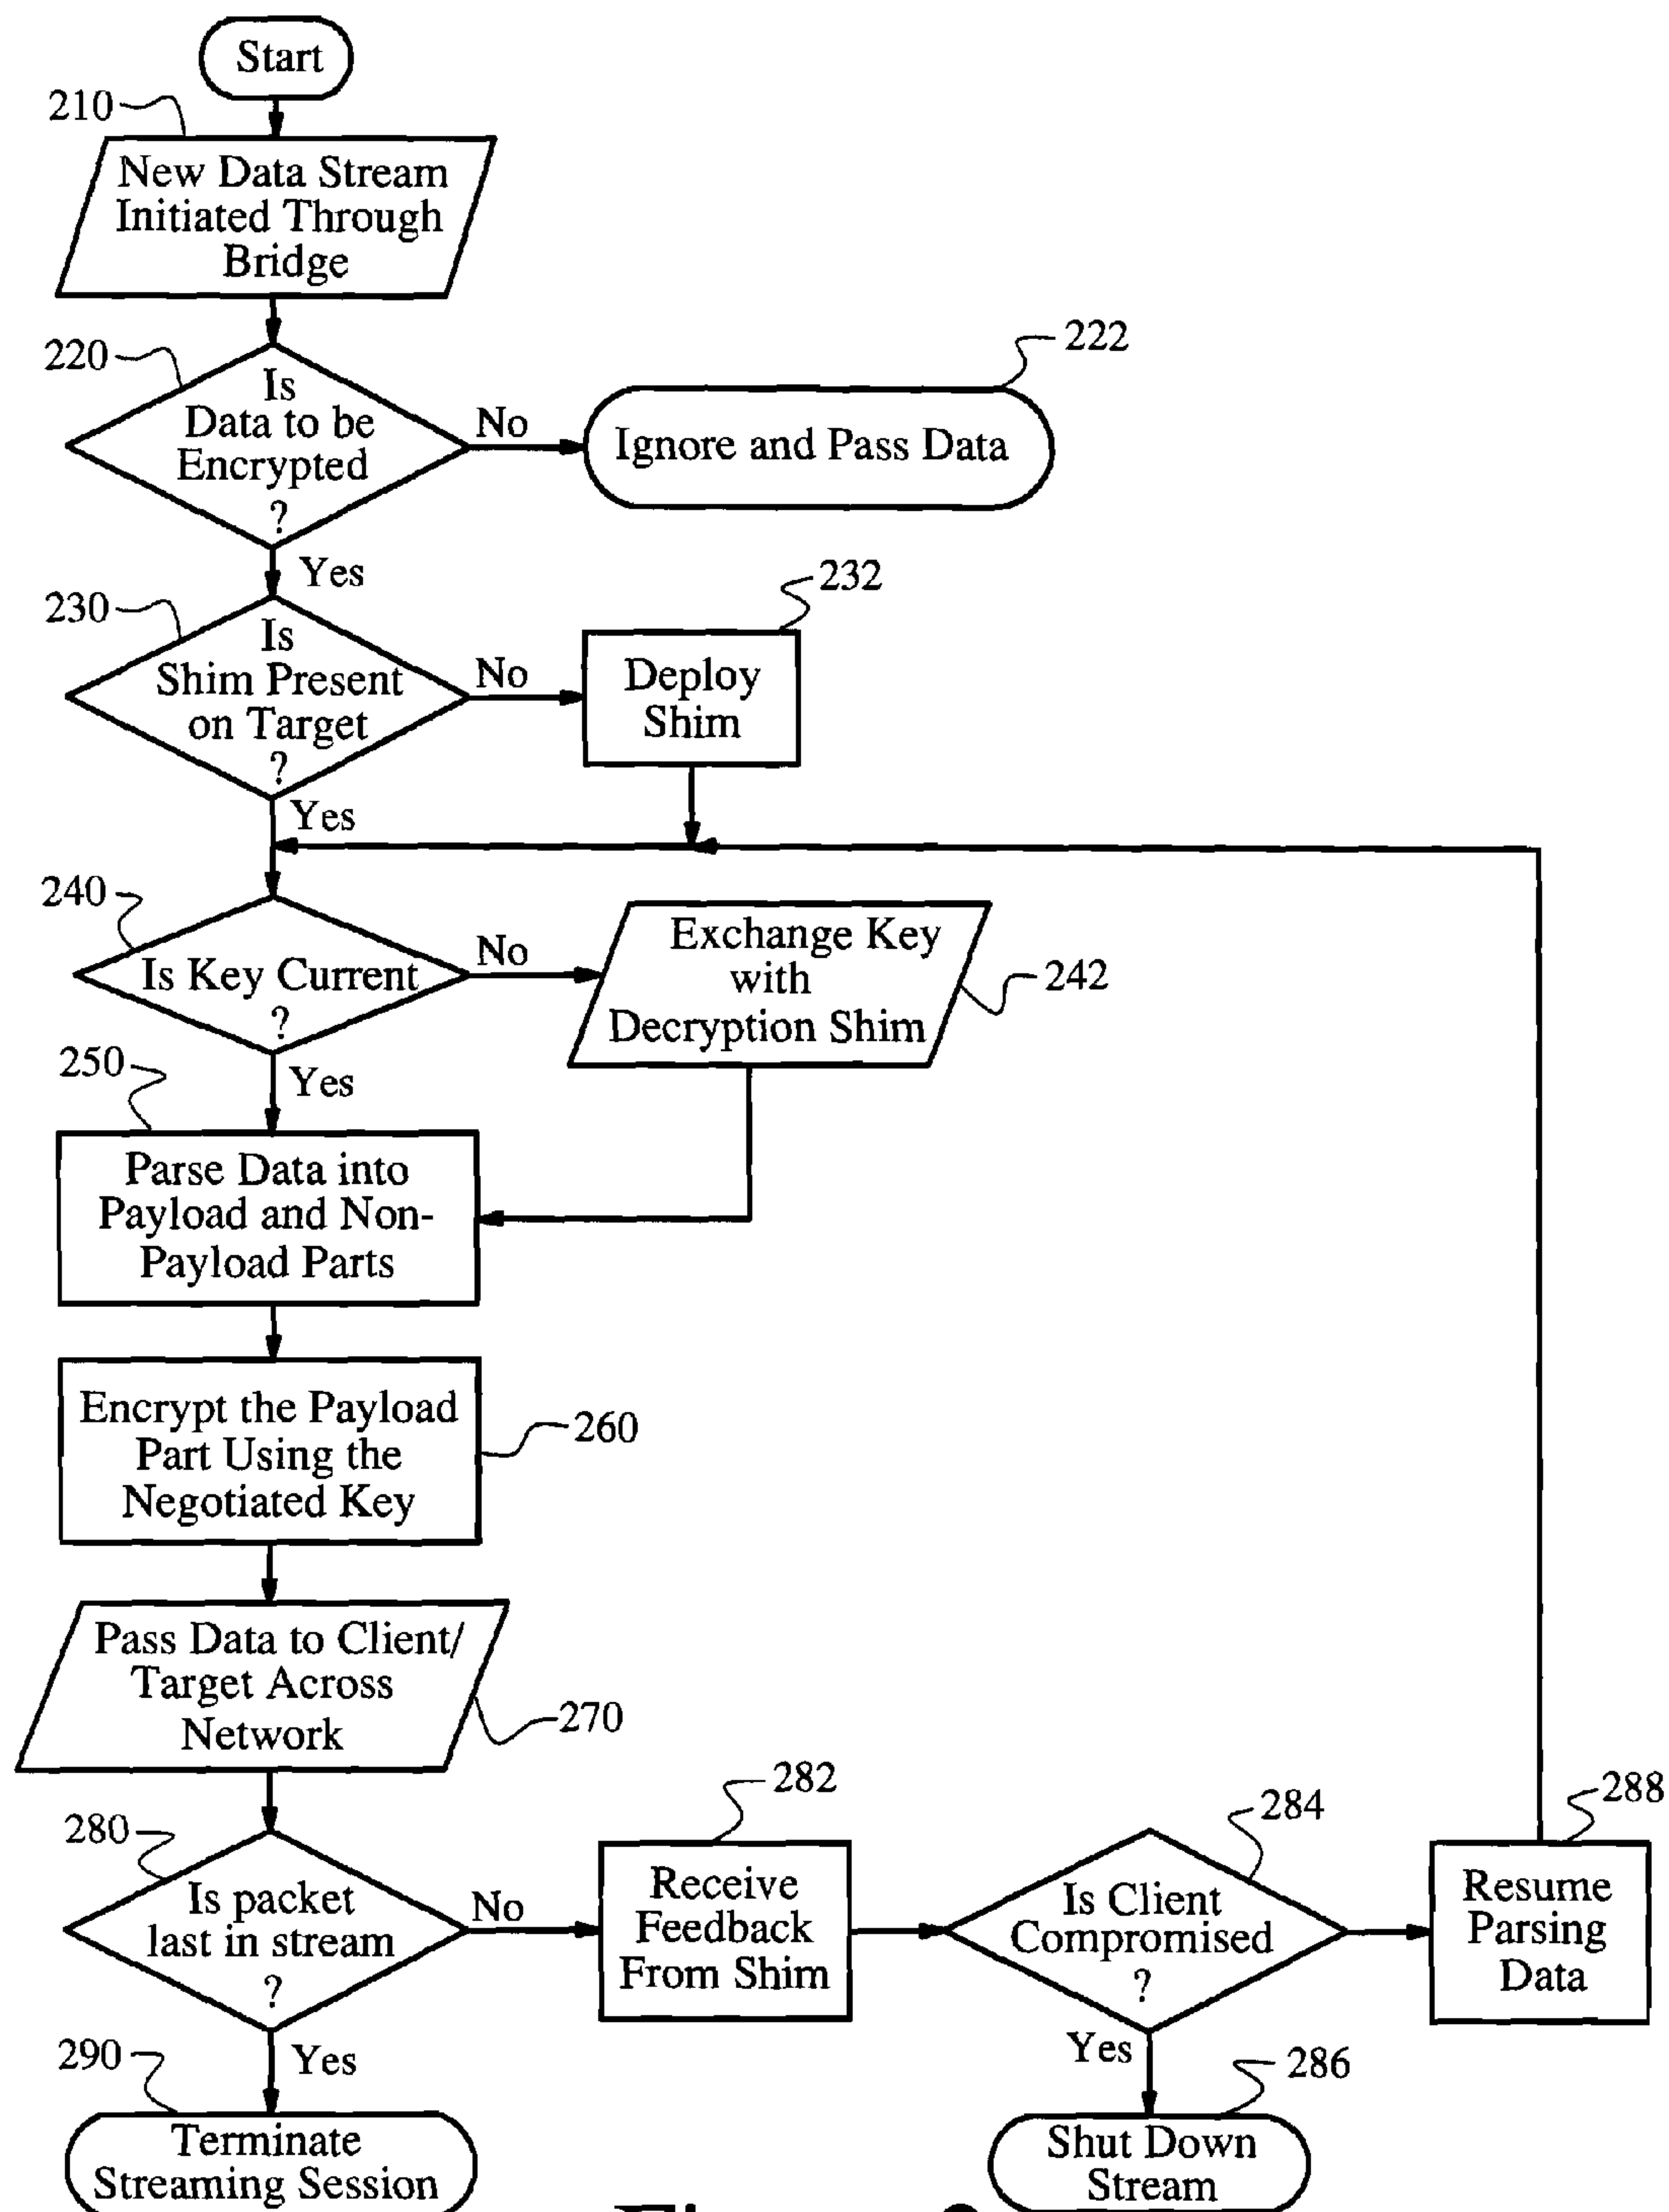 Start
210
New Data Stream
Initiated Through
Bridge
220
Is
Data to be
Encrypted
?
No
222
Ignore and Pass Data
Yes
230
Is
Shim Present
on Target
?
No
232
Deploy
Shim
Yes
240
Is Key Current
?
No
Exchange Key
with
Decryption Shim
242
Yes
250
Parse Data into
Payload and Non-
Payload Parts
Encrypt the Payload
Part Using the
Negotiated Key
260
Pass Data to Client/
Target Across
Network
270
280
Is packet
last in stream
?
No
282
Receive
Feedback
From Shim
284
Is Client
Compromised
?
288
Resume
Parsing
Data
Yes
290
Terminate
Streaming Session
Yes
286
Shut Down
Stream